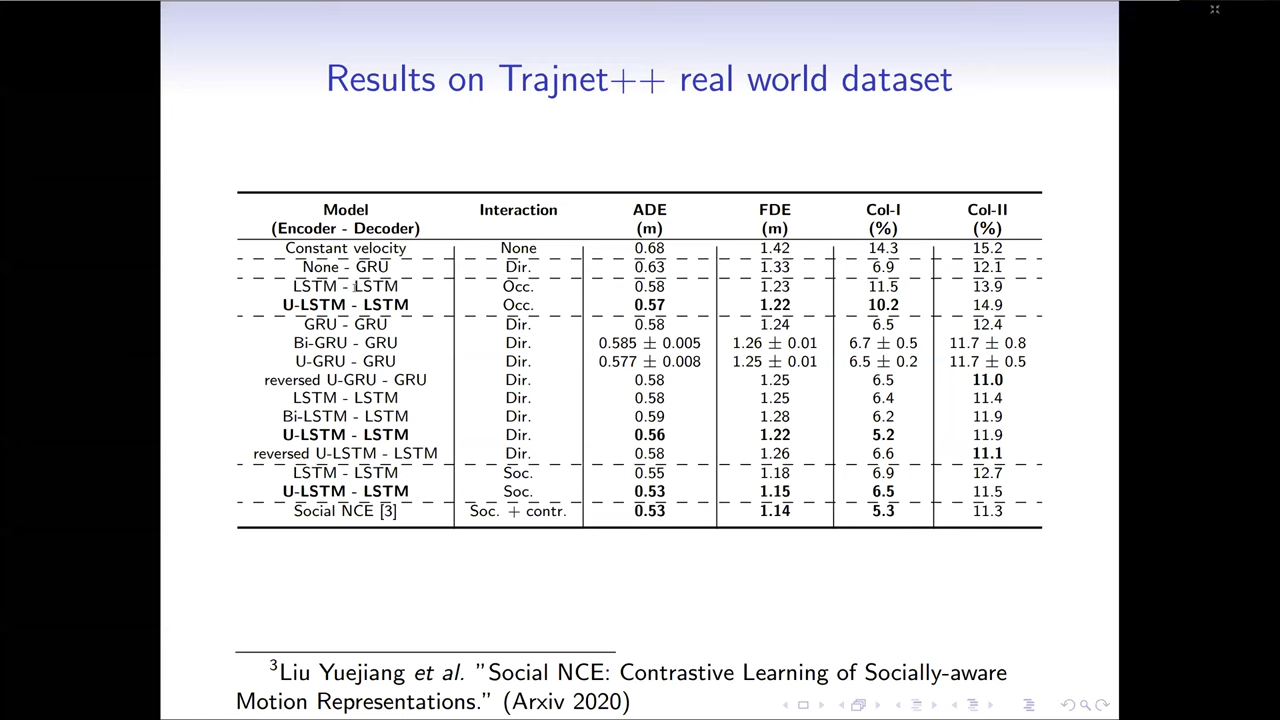 Results on Trajnet++ real world dataset
Model Interaction ADE FDE Col-I Col-II
(Encoder - Decoder) (m) (m) (%) (%)
Constant velocity None 0.68 1.42 14.3 15.2
None - GRU Dir. 0.63 1.33 6.9 12.1
LSTM - LSTM Occ. 0.58 1.23 11.5 13.9
U-LSTM - LSTM Occ. 0.57 1.22 10.2 14.9
GRU - GRU Dir. 0.58 1.24 6.5 12.4
Bi-GRU - GRU Dir. 0.585 ± 0.005 1.26 ± 0.01 6.7 ± 0.5 11.7 ± 0.8
U-GRU - GRU Dir. 0.577 ± 0.008 1.25 ± 0.01 6.5 ± 0.2 11.7 ± 0.5
reversed U-GRU - GRU Dir. 0.58 1.25 6.5 11.0
LSTM - LSTM Dir. 0.58 1.25 6.4 11.4
Bi-LSTM - LSTM Dir. 0.59 1.28 6.2 11.9
U-LSTM - LSTM Dir. 0.56 1.22 5.2 11.9
reversed U-LSTM - LSTM Dir. 0.58 1.26 6.6 11.1
LSTM - LSTM Soc. 0.55 1.18 6.9 12.7
U-LSTM - LSTM Soc. 0.53 1.15 6.5 11.5
Social NCE [3] Soc. + contr. 0.53 1.14 5.3 11.3
³Liu Yuejiang et al. "Social NCE: Contrastive Learning of Socially-aware
Motion Representations." (Arxiv 2020)